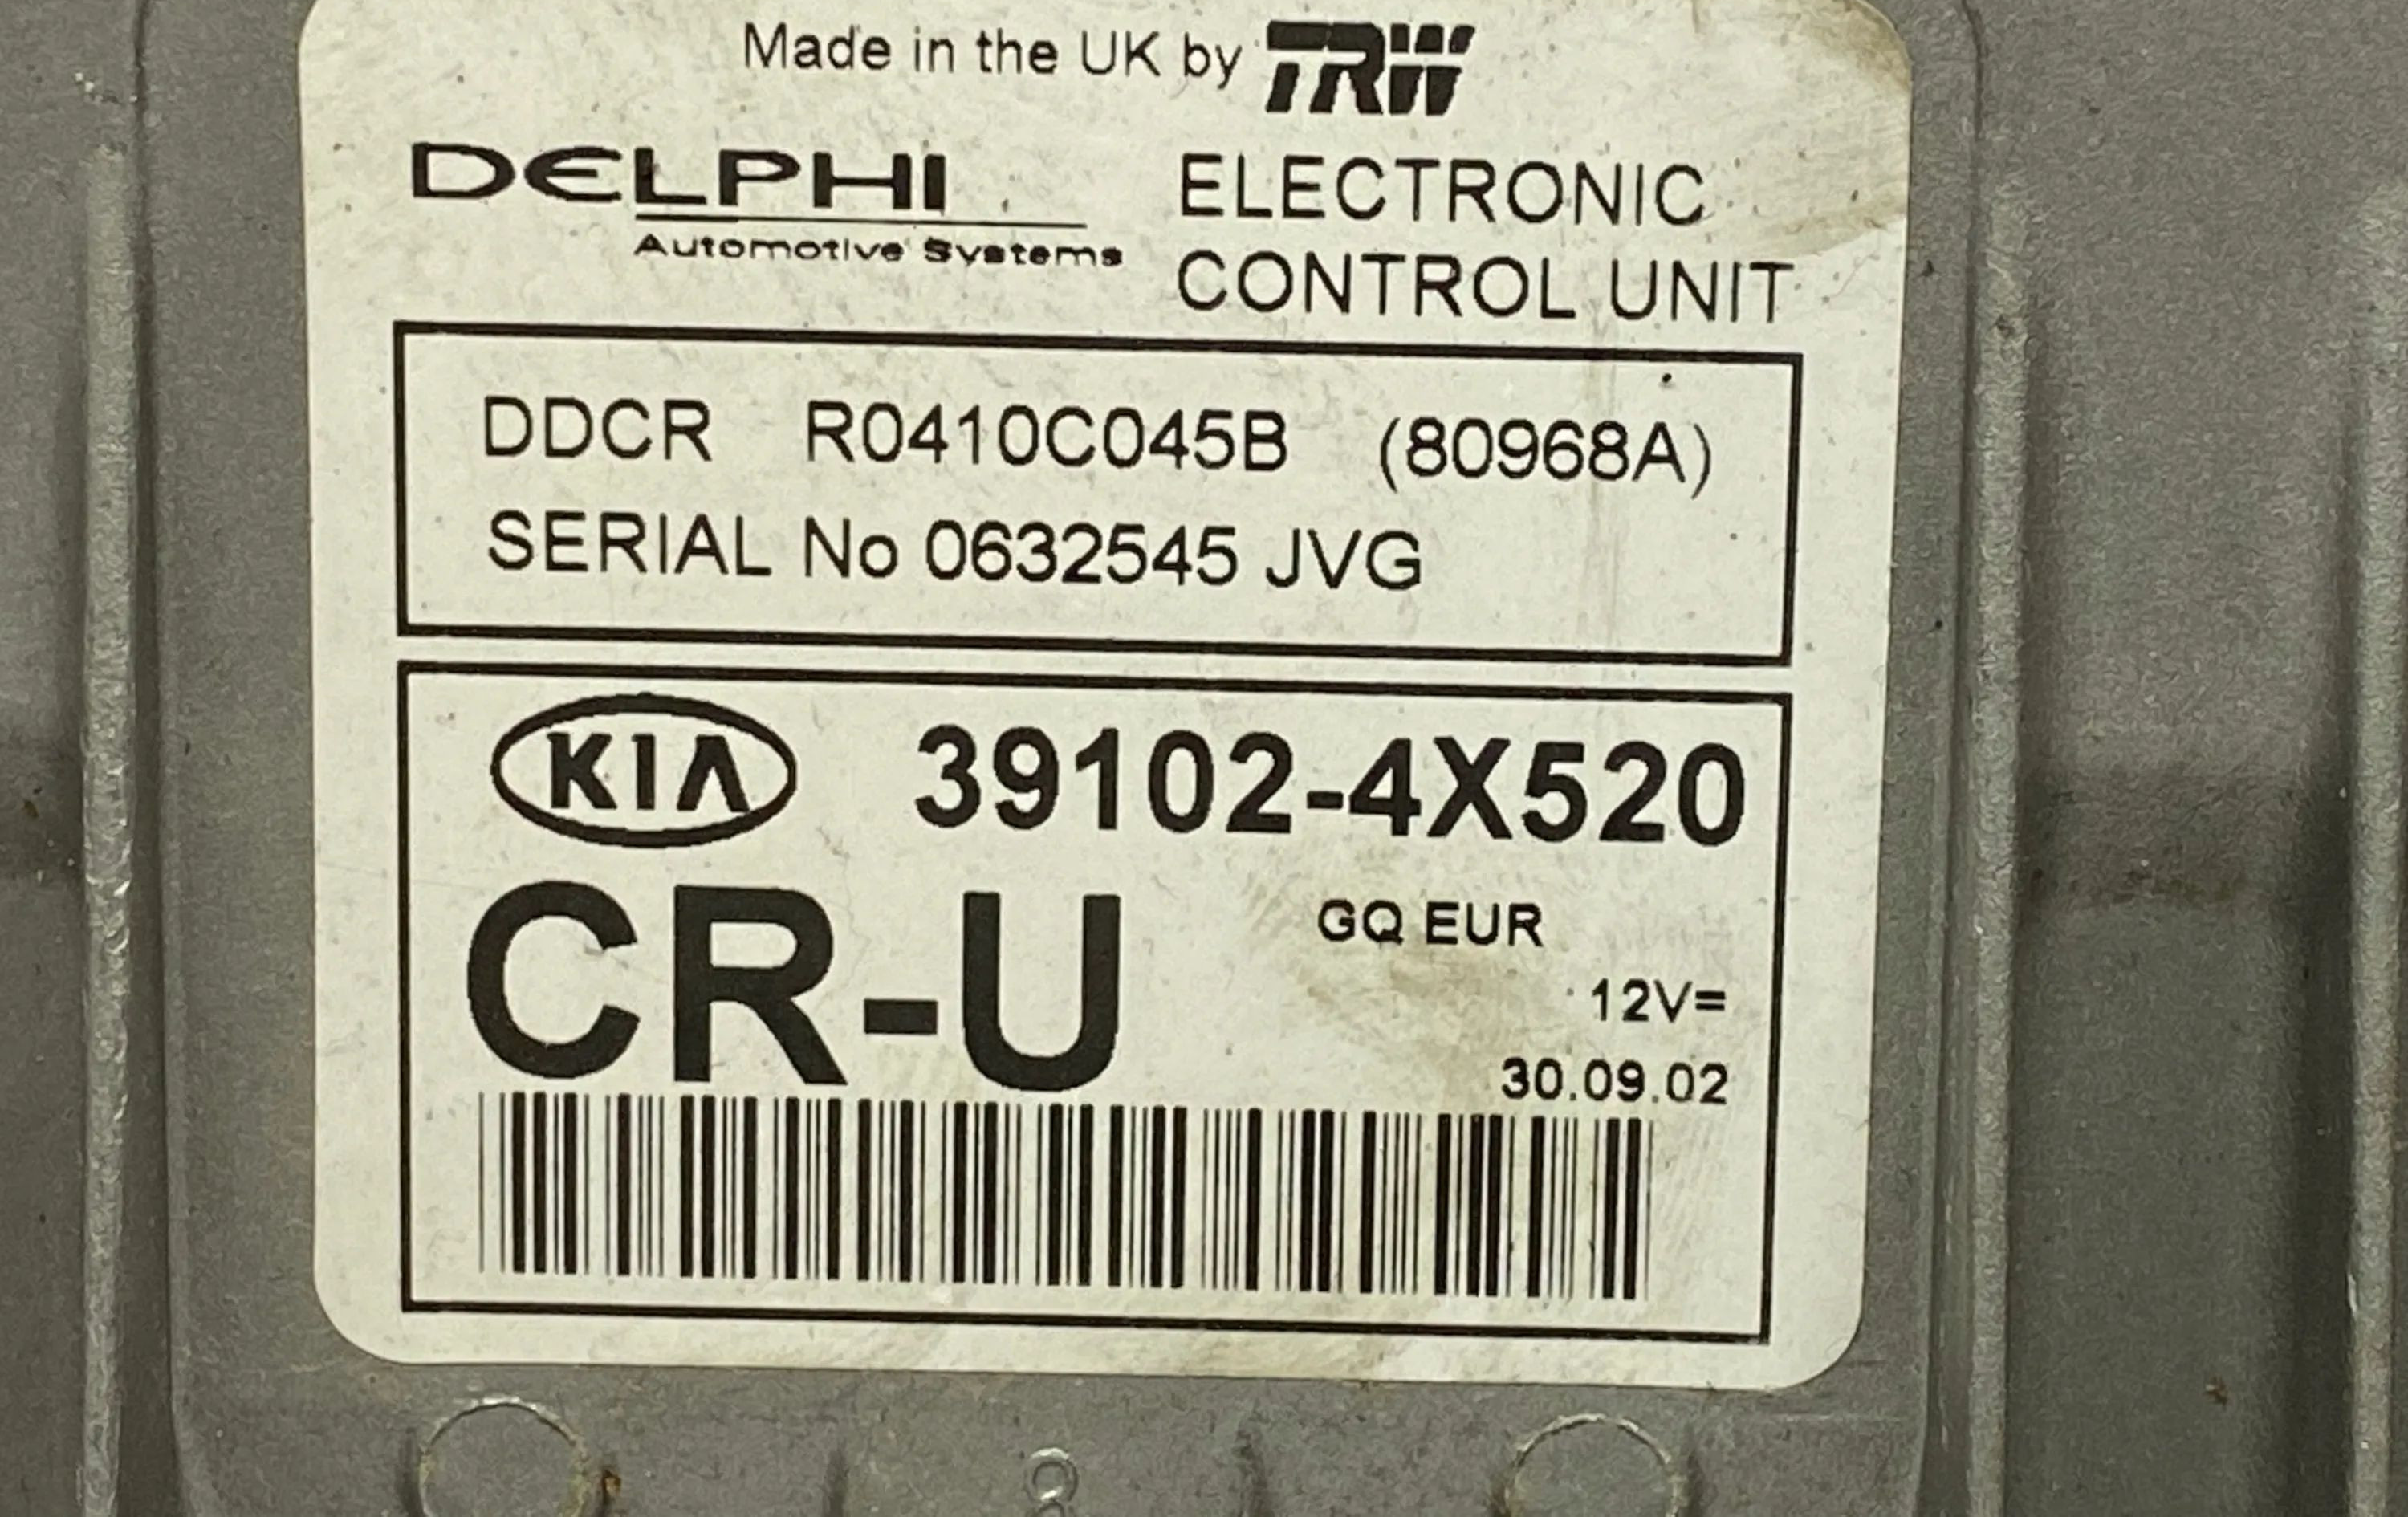 Made in the UK by TRW
DELPHI
Automotive Systems
ELECTRONIC
CONTROL UNIT
DDCR R0410C045B (80968A)
SERIAL No 0632545 JVG
KIA 39102-4X520
CR-U
GQ EUR
12V=
30.09.02